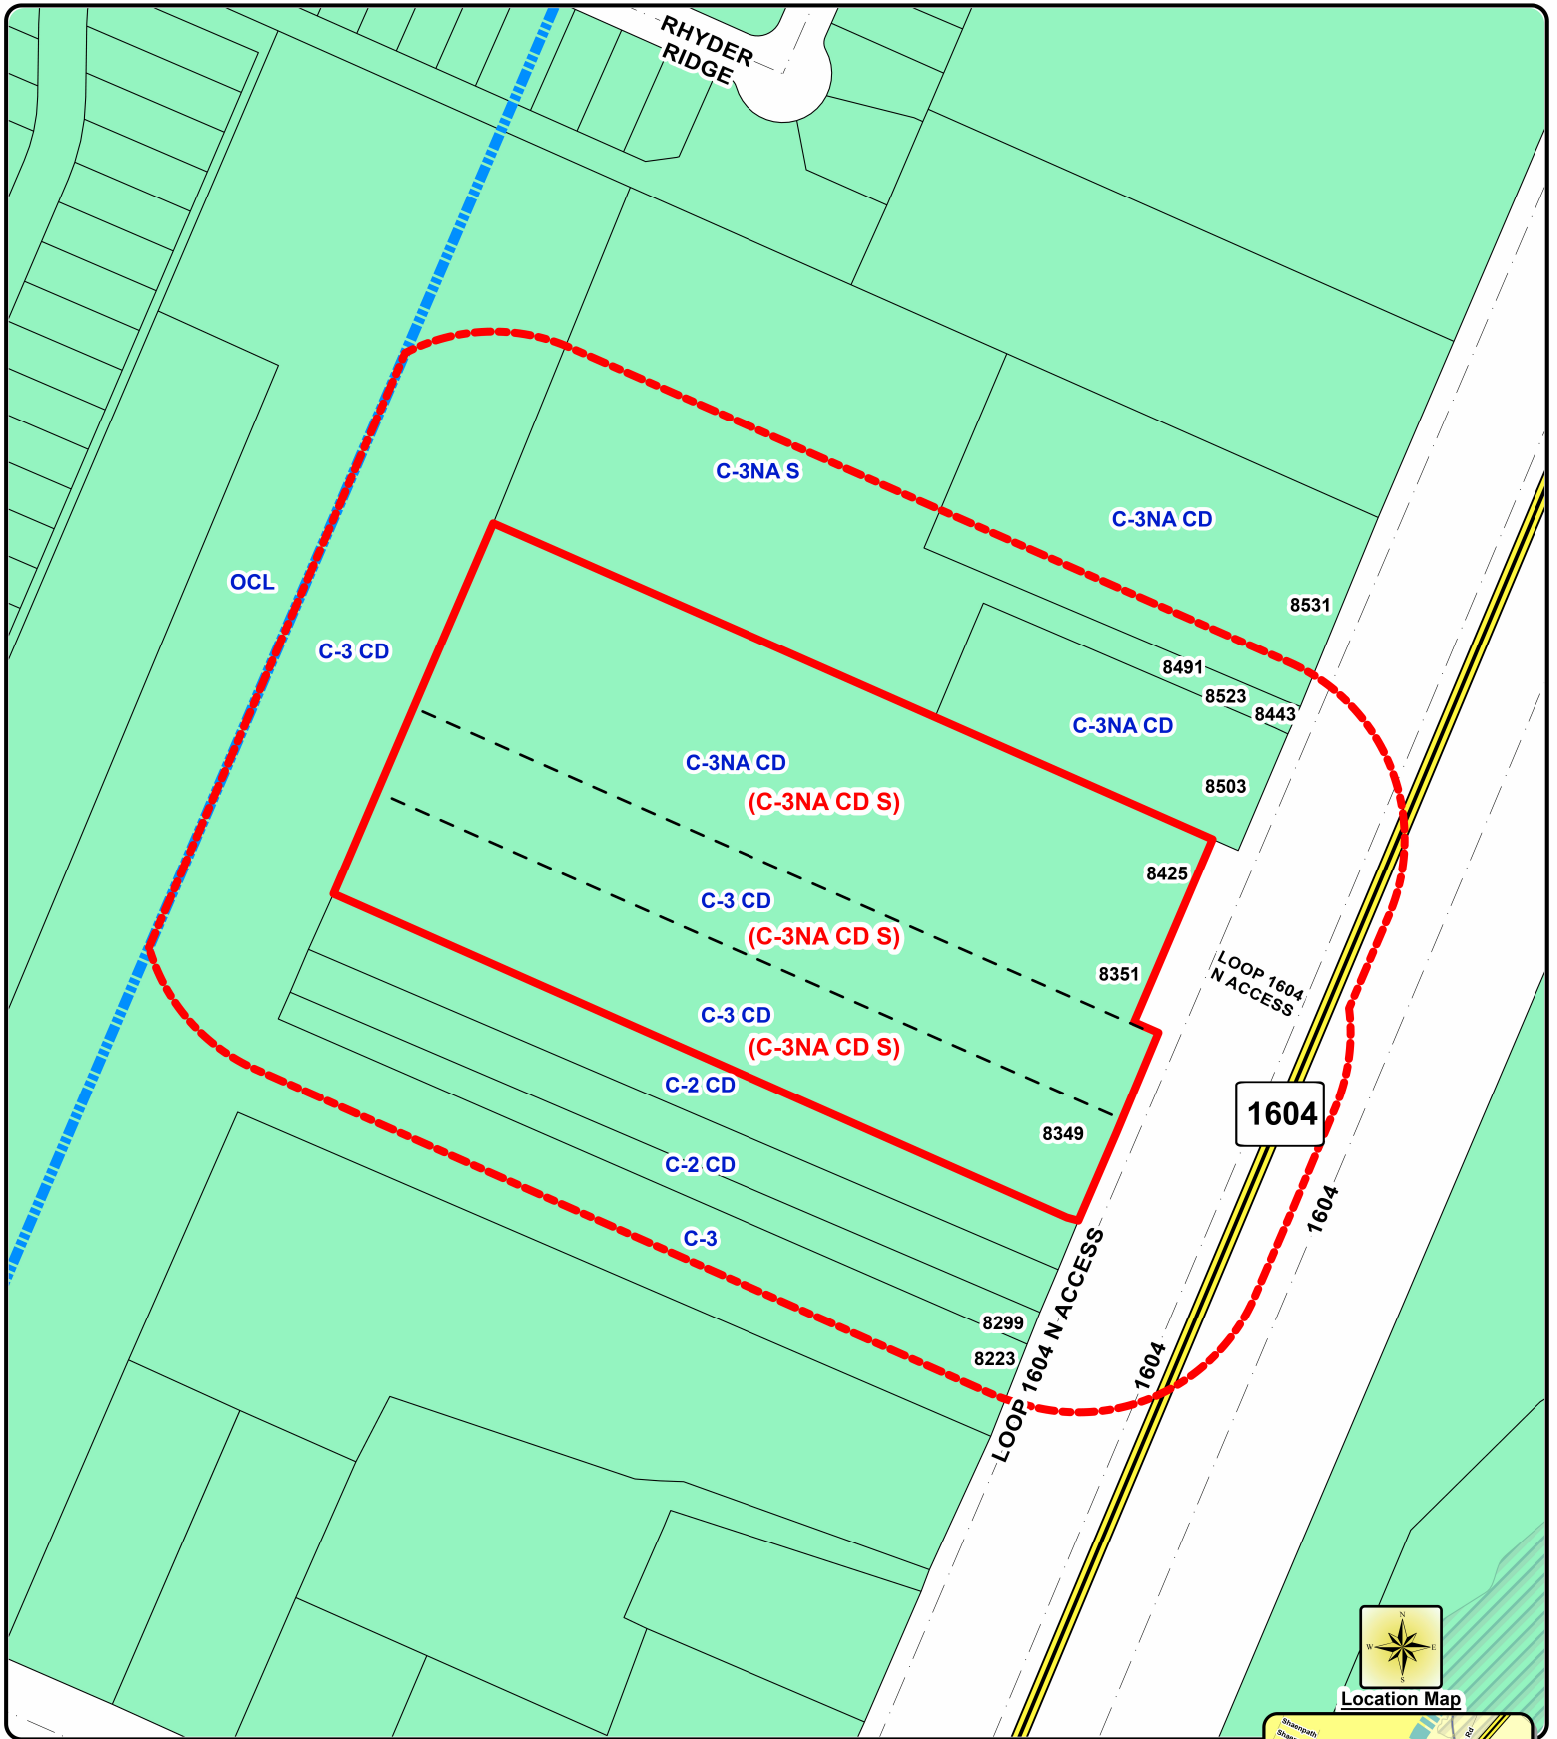 RHYDER
RIDGE
C-3NA S
C-3NA CD
OCL
8531
C-3 CD
8491
8523
8443
C-3NA CD
C-3NA CD
8503
(C-3NA CD S)
8425
C-3 CD
(C-3NA CD S)
8351
LOOP 1604
N ACCESS
C-3 CD
(C-3NA CD S)
C-2 CD
1604
8349
C-2 CD
1604
C-3
LOOP 1604 N ACCESS
8299
8223
1604
N
W E
S
Location Map
Shaenpath
Rd